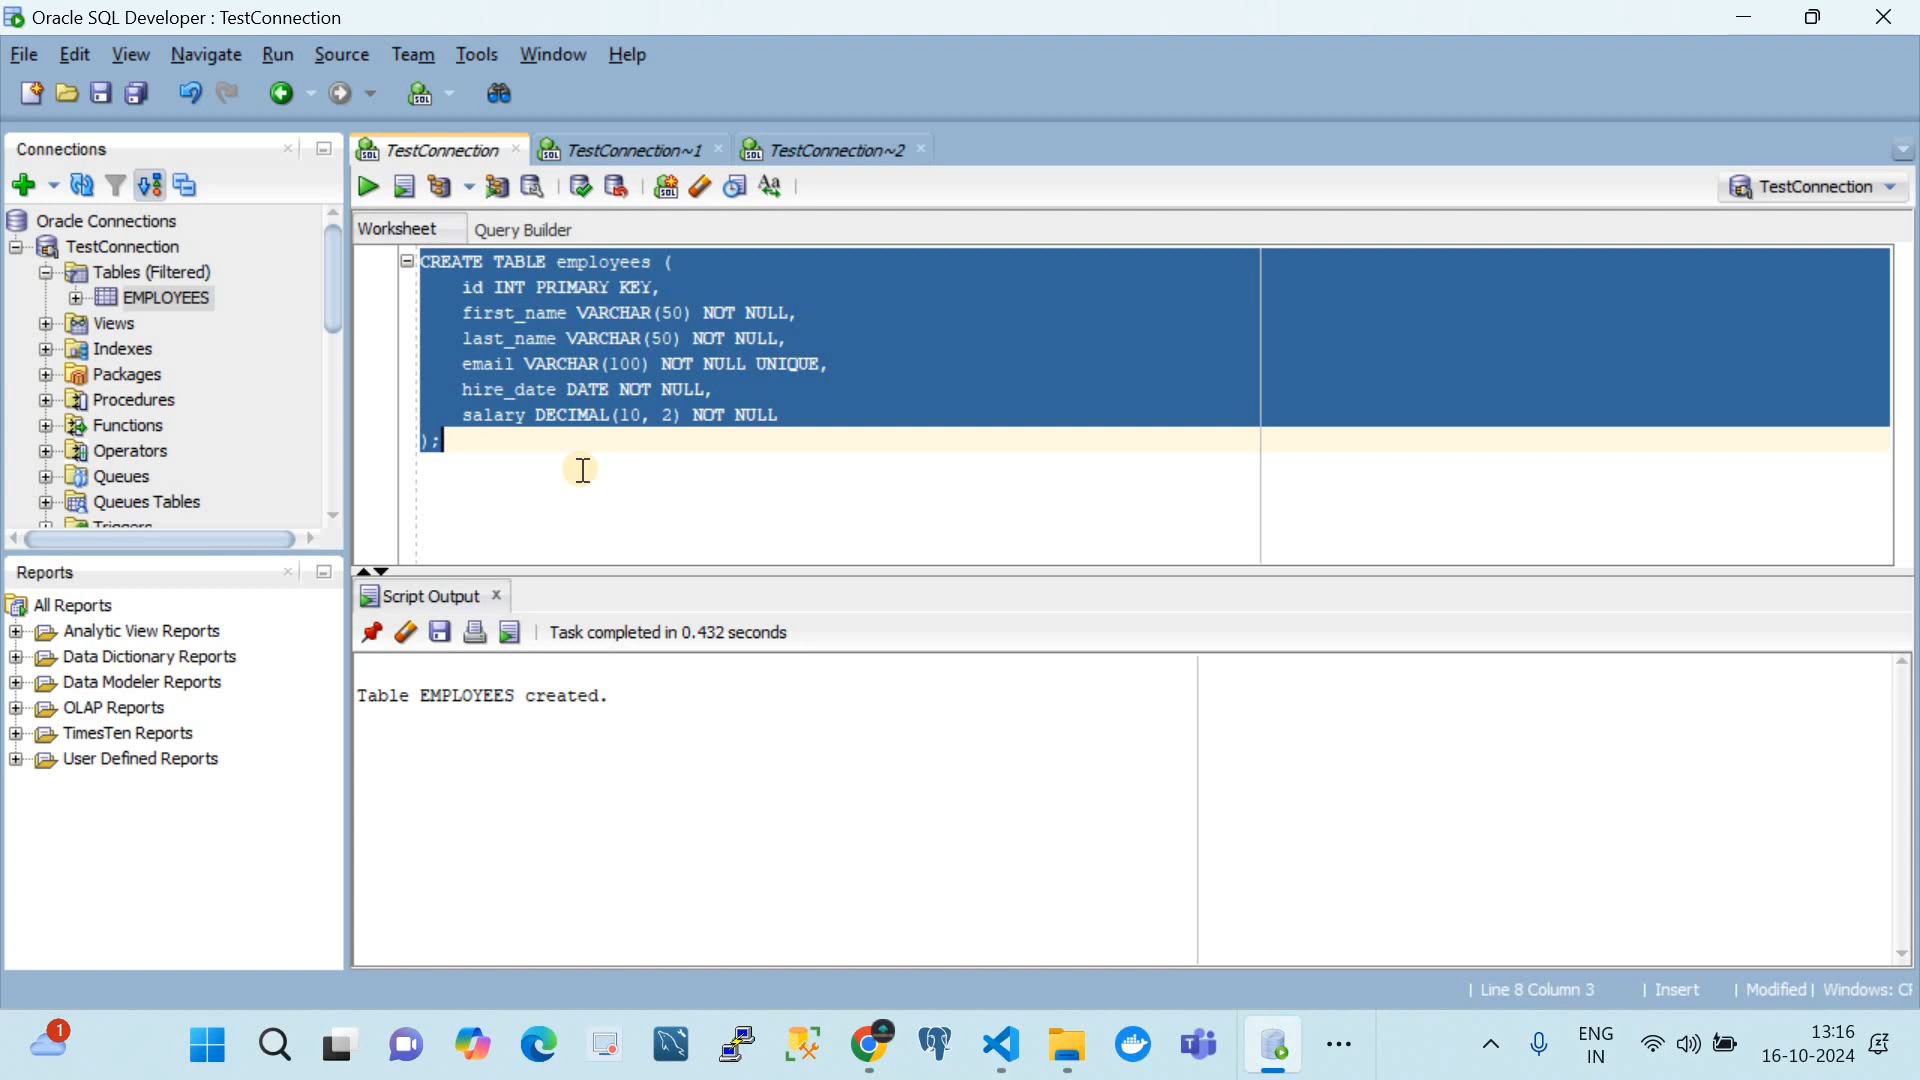 Oracle SQL Developer : TestConnection
File Edit View Navigate Run Source Team Tools Window Help
Connections
Oracle Connections
TestConnection
Tables (Filtered)
EMPLOYEES
Views
Indexes
Packages
Procedures
Functions
Operators
Queues
Queues Tables
Triggers
Reports
All Reports
Analytic View Reports
Data Dictionary Reports
Data Modeler Reports
OLAP Reports
TimesTen Reports
User Defined Reports
TestConnection TestConnection~1 TestConnection~2
TestConnection
Worksheet Query Builder
CREATE TABLE employees (
id INT PRIMARY KEY,
first_name VARCHAR(50) NOT NULL,
last_name VARCHAR(50) NOT NULL,
email VARCHAR(100) NOT NULL UNIQUE,
hire_date DATE NOT NULL,
salary DECIMAL(10, 2) NOT NULL
);
Script Output
Task completed in 0.432 seconds
Table EMPLOYEES created.
| Line 8 Column 3 | Insert | Modified | Windows: CF
1
ENG
IN
13:16
16-10-2024